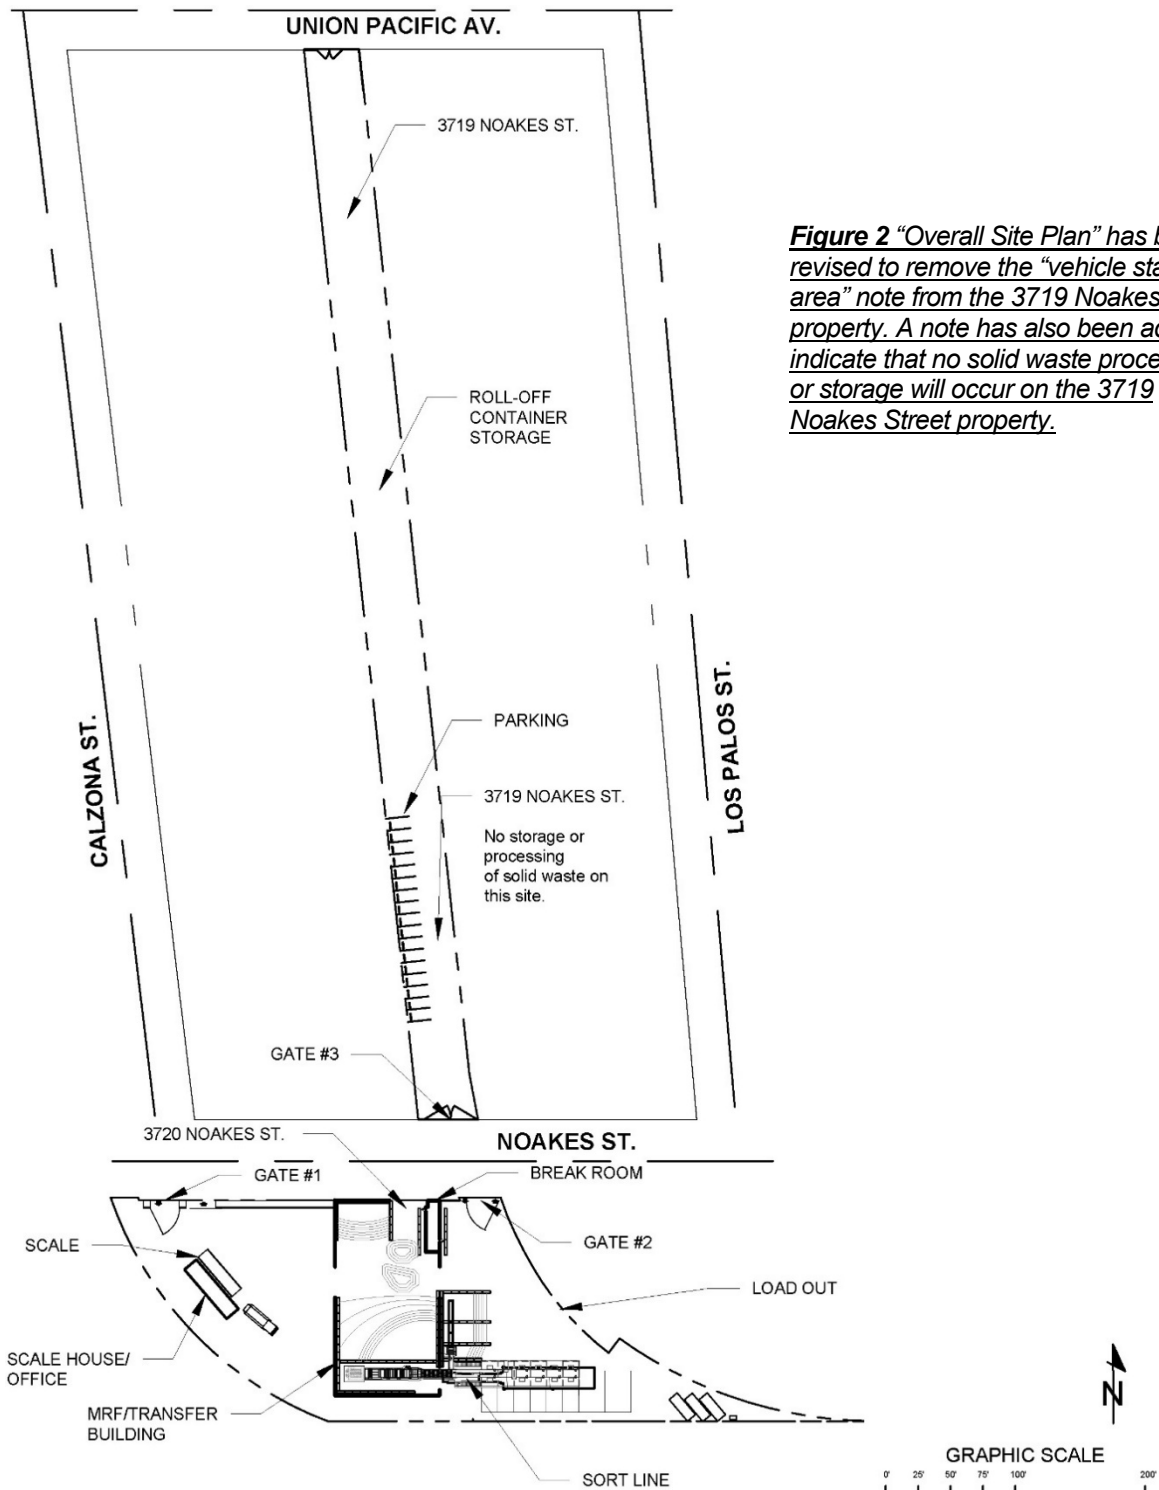 UNION PACIFIC AV.
3719 NOAKES ST.
Figure 2 “Overall Site Plan” has
revised to remove the “vehicle
area” note from the 3719 Noakes
property. A note has also been
indicate that no solid waste
or storage will occur on the 3719
Noakes Street property.
ROLL-OFF
CONTAINER
STORAGE
CALZONA ST.
LOS PALOS ST.
PARKING
3719 NOAKES ST.
No storage or
processing
of solid waste on
this site.
GATE #3
3720 NOAKES ST.
NOAKES ST.
GATE #1
BREAK ROOM
SCALE
GATE #2
LOAD OUT
SCALE HOUSE/
OFFICE
MRF/TRANSFER
BUILDING
SORT LINE
N
GRAPHIC SCALE
0' 25' 50' 75' 100' 200'